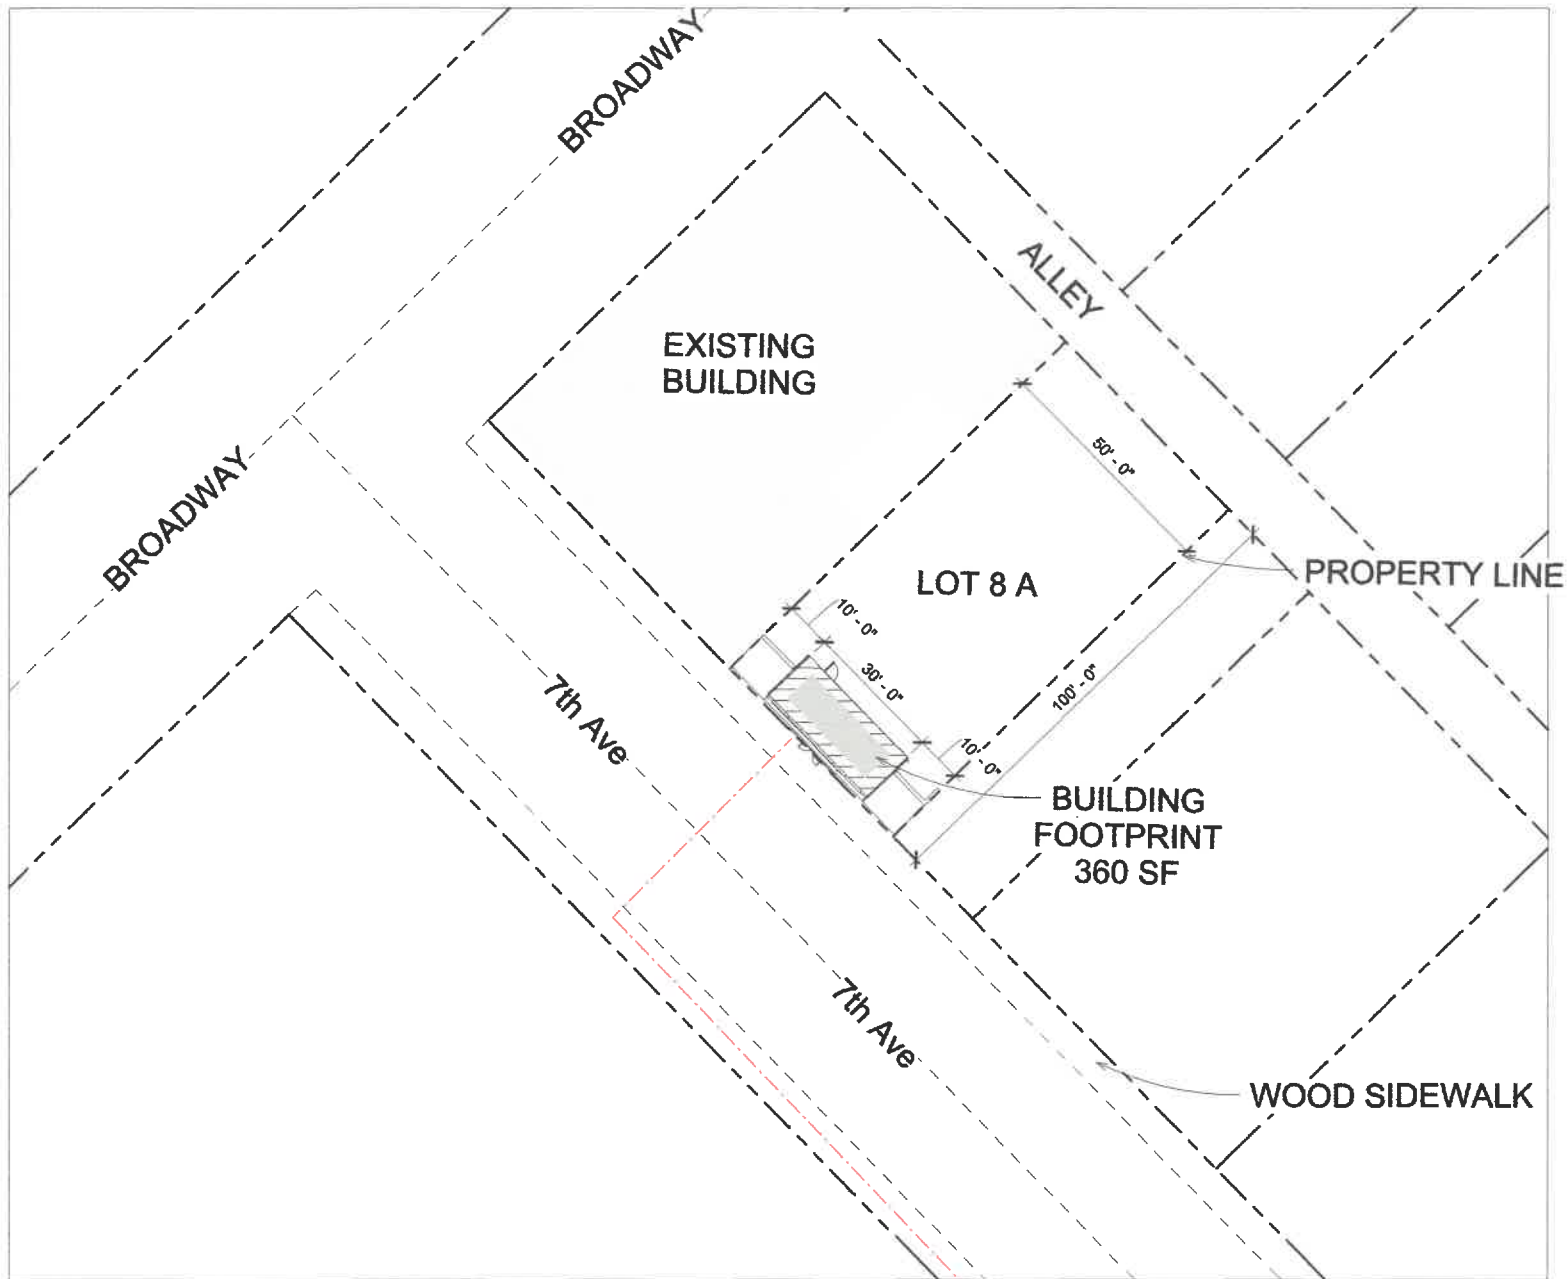 BROADWAY
ALLEY
EXISTING
BUILDING
50' - 0"
BROADWAY
PROPERTY LINE
LOT 8 A
10' - 0"
30' - 0"
100' - 0"
7th Ave
10' - 0"
BUILDING
FOOTPRINT
360 SF
7th Ave
WOOD SIDEWALK